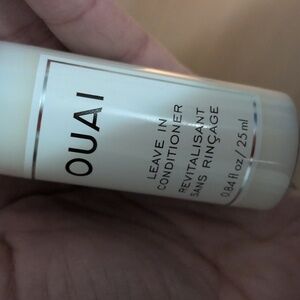 OUAI
LEAVE IN
CONDITIONER
REVITALISANT
SANS RINÇAGE
0.84 fl oz/ 25 ml